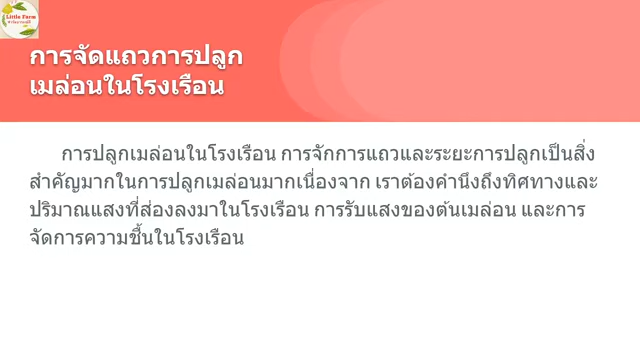 Little Farm
การจัดแถวการปลูก
เมล่อนในโรงเรือน
การปลูกเมล่อนในโรงเรือน การจักการแถวและระยะการปลูกเป็นสิ่ง
สำคัญมากในการปลูกเมล่อนมากเนื่องจาก เราต้องคำนึงถึงทิศทางและ
ปริมาณแสงที่ส่องลงมาในโรงเรือน การรับแสงของต้นเมล่อน และการ
จัดการความชื้นในโรงเรือน